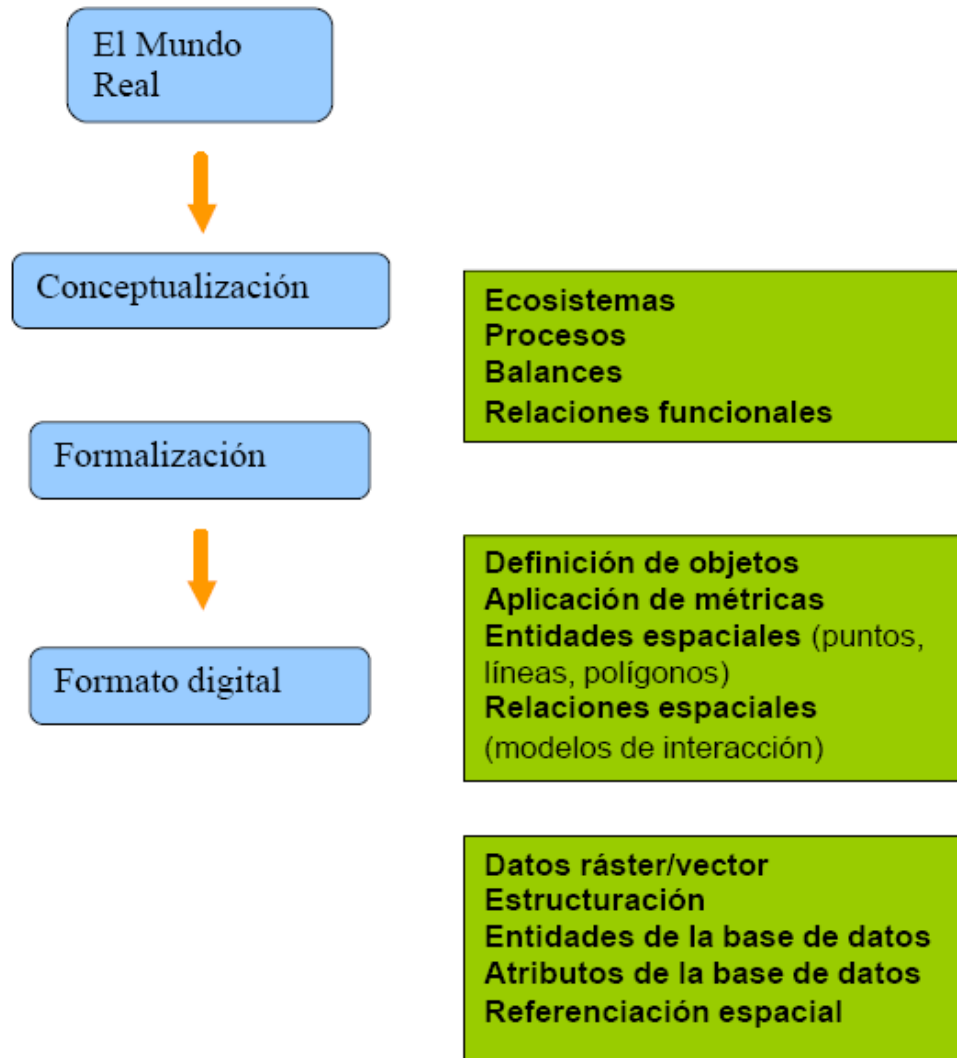 El Mundo
Real
Conceptualización
Ecosistemas
Procesos
Balances
Relaciones funcionales
Formalización
Definición de objetos
Aplicación de métricas
Entidades espaciales (puntos,
líneas, polígonos)
Relaciones espaciales
(modelos de interacción)
Formato digital
Datos ráster/vector
Estructuración
Entidades de la base de datos
Atributos de la base de datos
Referenciación espacial